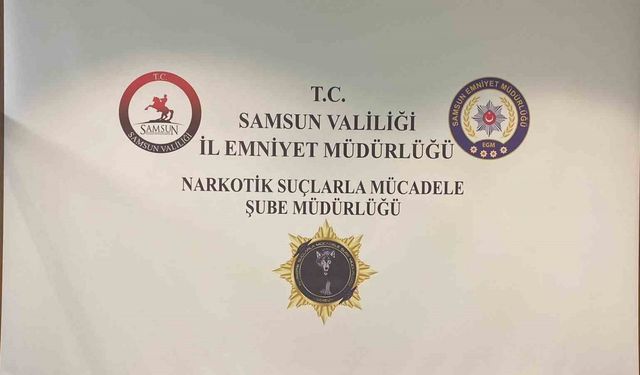 T.C.
SAMSUN
SAMSUN VALİLİĞİ
T.C.
SAMSUN VALİLİĞİ
İL EMNİYET MÜDÜRLÜĞÜ
SAMSUN EMNİYET MÜDÜRLÜĞÜ
EGM
NARKOTİK SUÇLARLA MÜCADELE
ŞUBE MÜDÜRLÜĞÜ